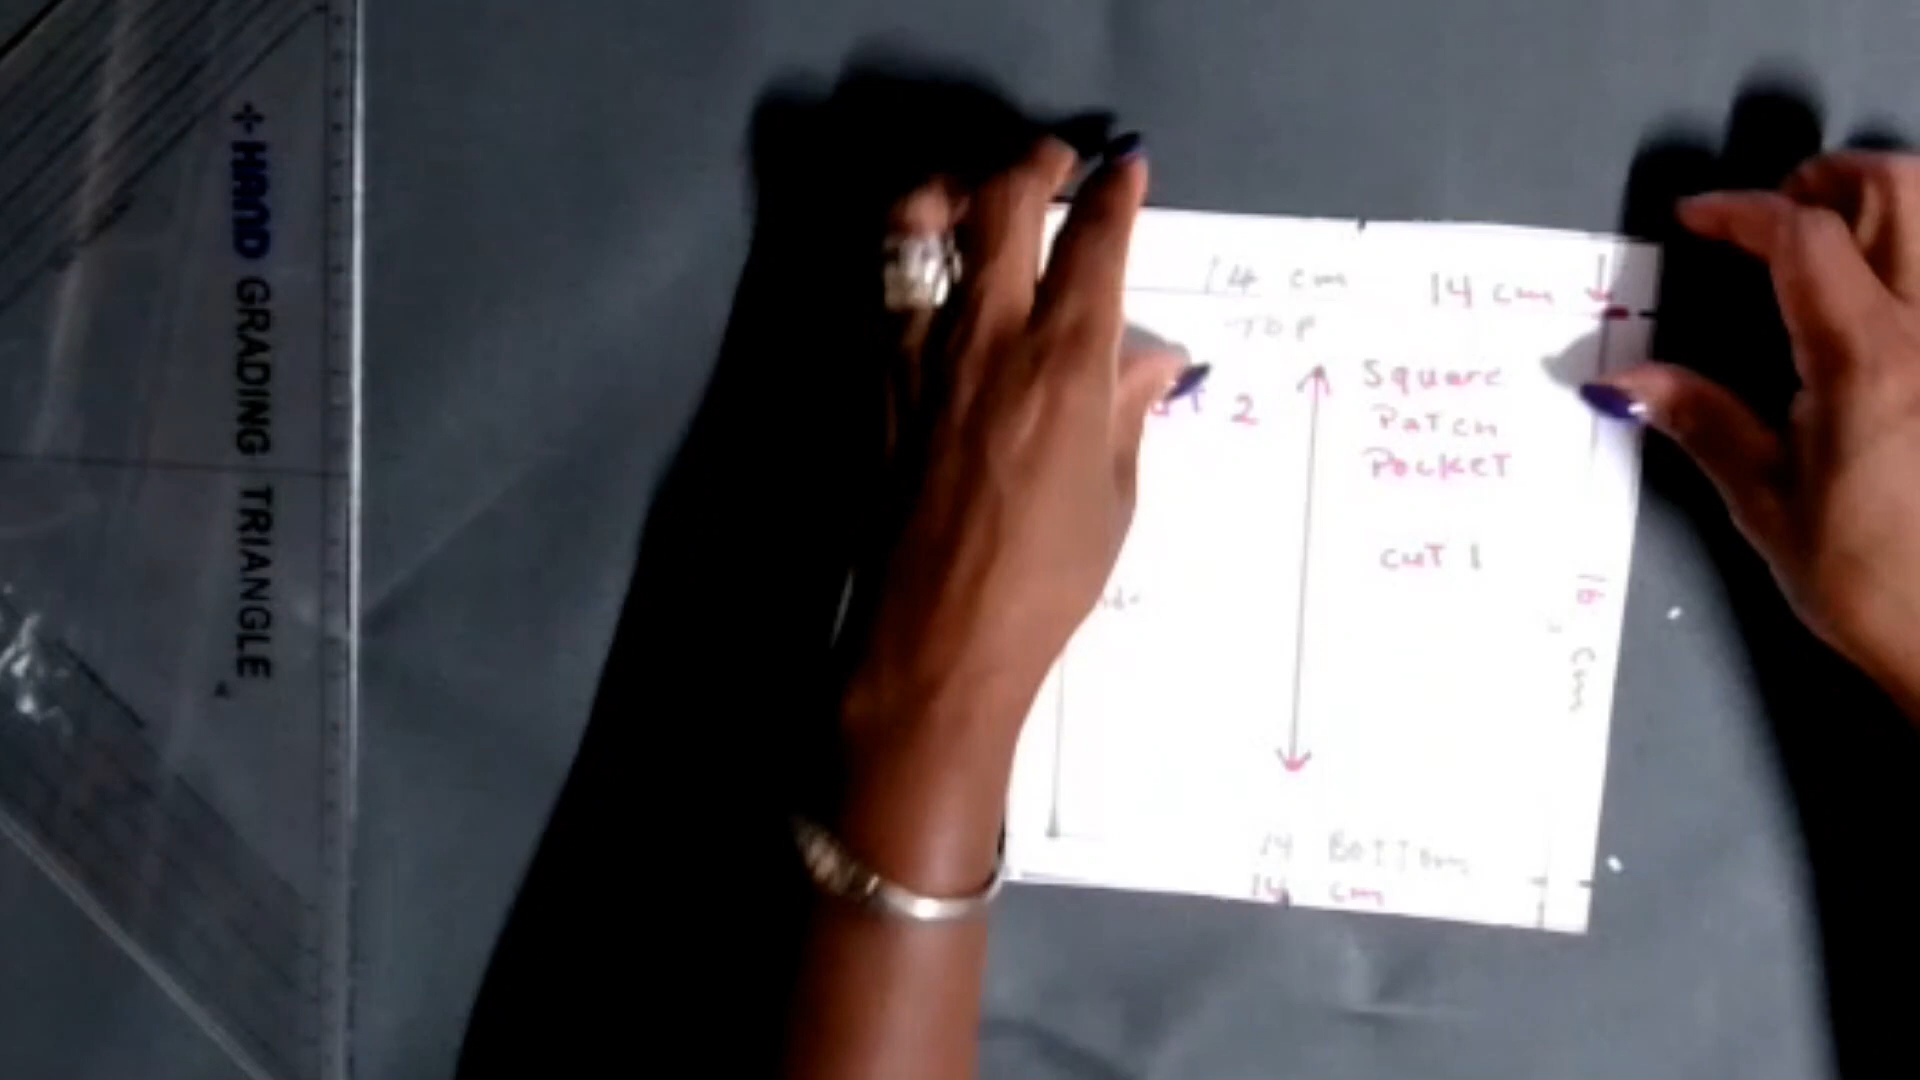 HAND GRADING TRIANGLE
14 cm
14 cm
TOP
2
Square
Patch
Pocket
cut 1
cm
14 Bottom
14 cm